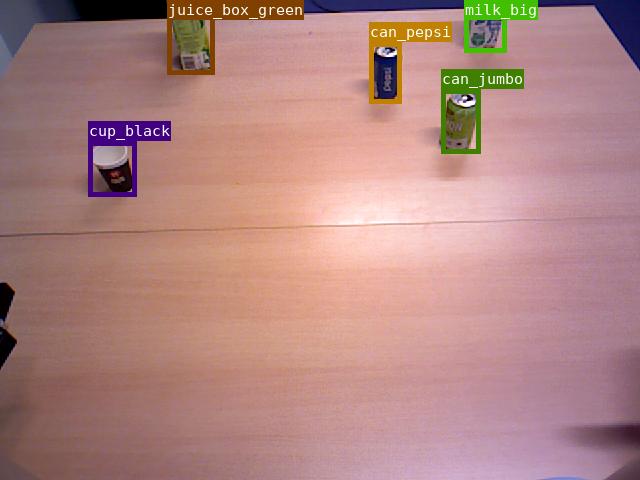 juice_box_green
milk_big
can_pepsi
can_jumbo
cup_black
pepsi